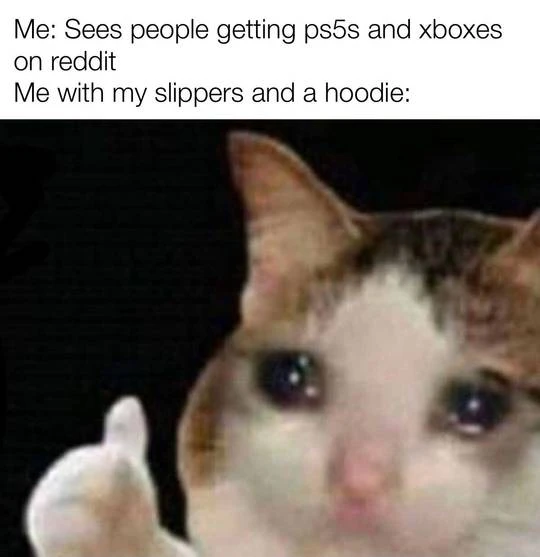 Me: Sees people getting ps5s and xboxes
on reddit
Me with my slippers and a hoodie: